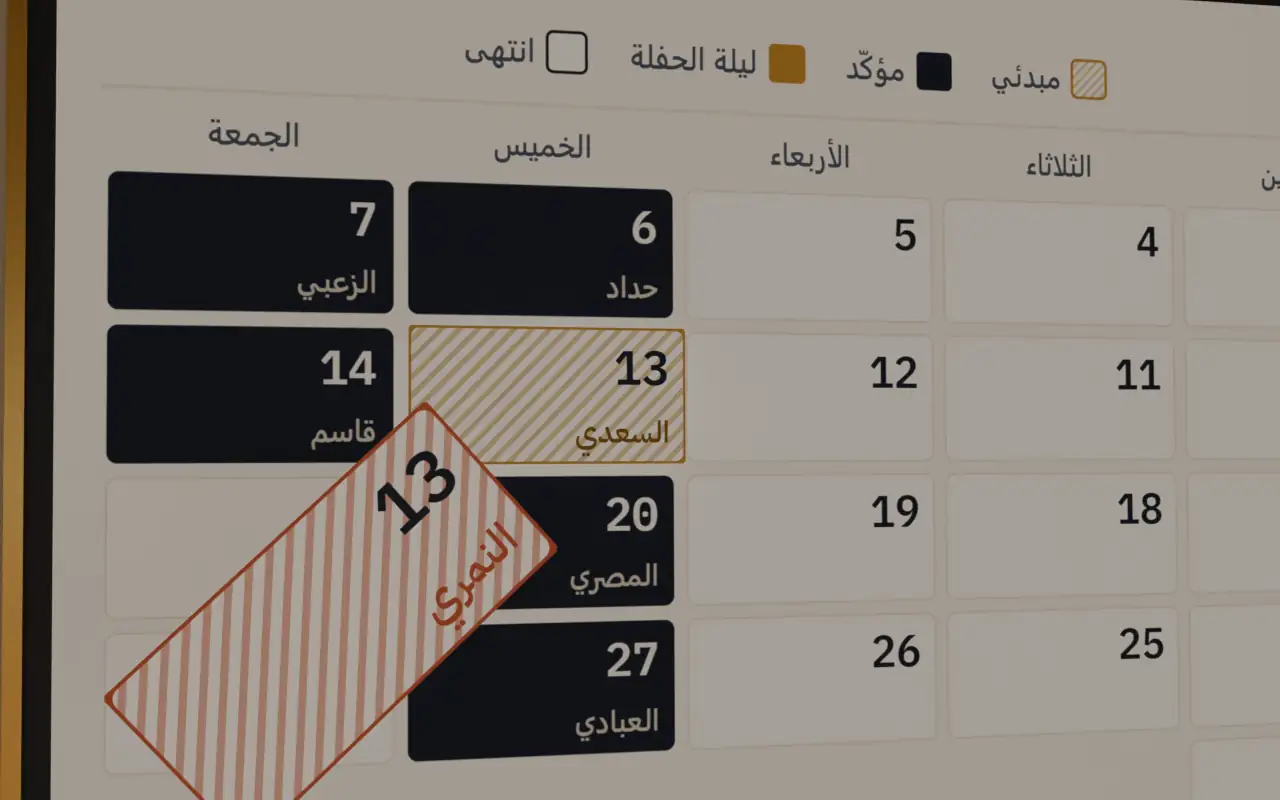 مبدئي
مؤكّد
ليلة الحفلة
انتهى
الثلاثاء
الأربعاء
الخميس
الجمعة
4
5
6
حداد
7
الزعبي
11
12
13
السعدي
14
قاسم
13
النمري
18
19
20
المصري
25
26
27
العبادي